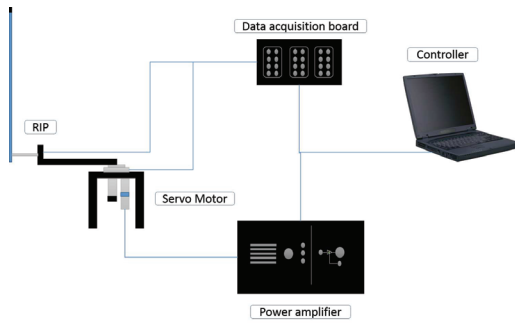 Data acquisition board
Controller
RIP
Servo Motor
Power amplifier